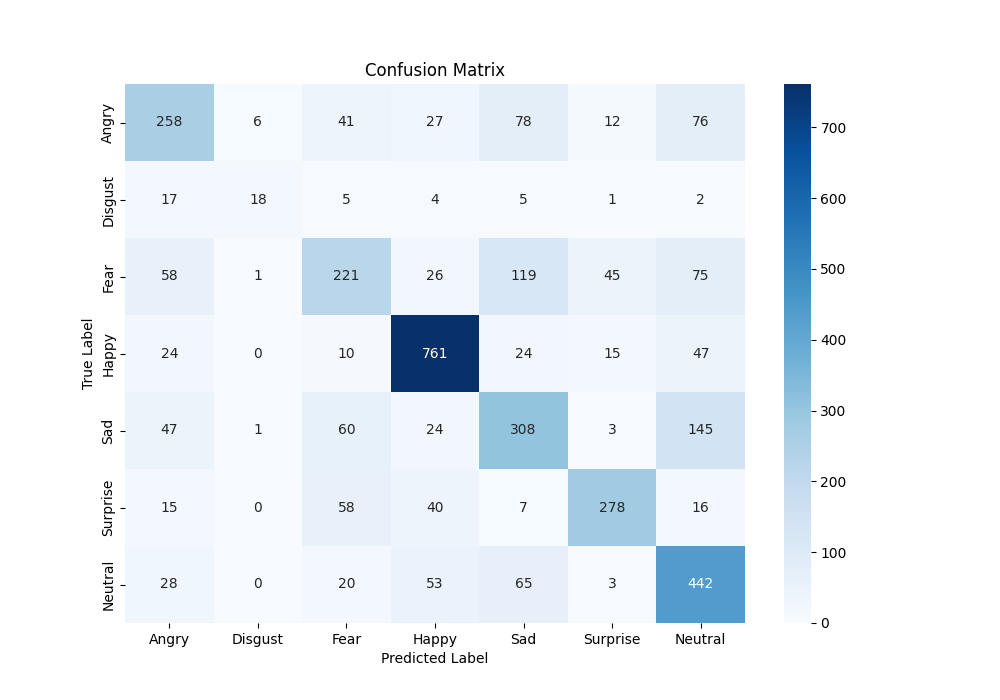 Confusion Matrix
True Label
Angry 258 6 41 27 78 12 76
Disgust 17 18 5 4 5 1 2
Fear 58 1 221 26 119 45 75
Happy 24 0 10 761 24 15 47
Sad 47 1 60 24 308 3 145
Surprise 15 0 58 40 7 278 16
Neutral 28 0 20 53 65 3 442
Angry Disgust Fear Happy Sad Surprise Neutral
Predicted Label
700
600
500
400
300
200
100
0